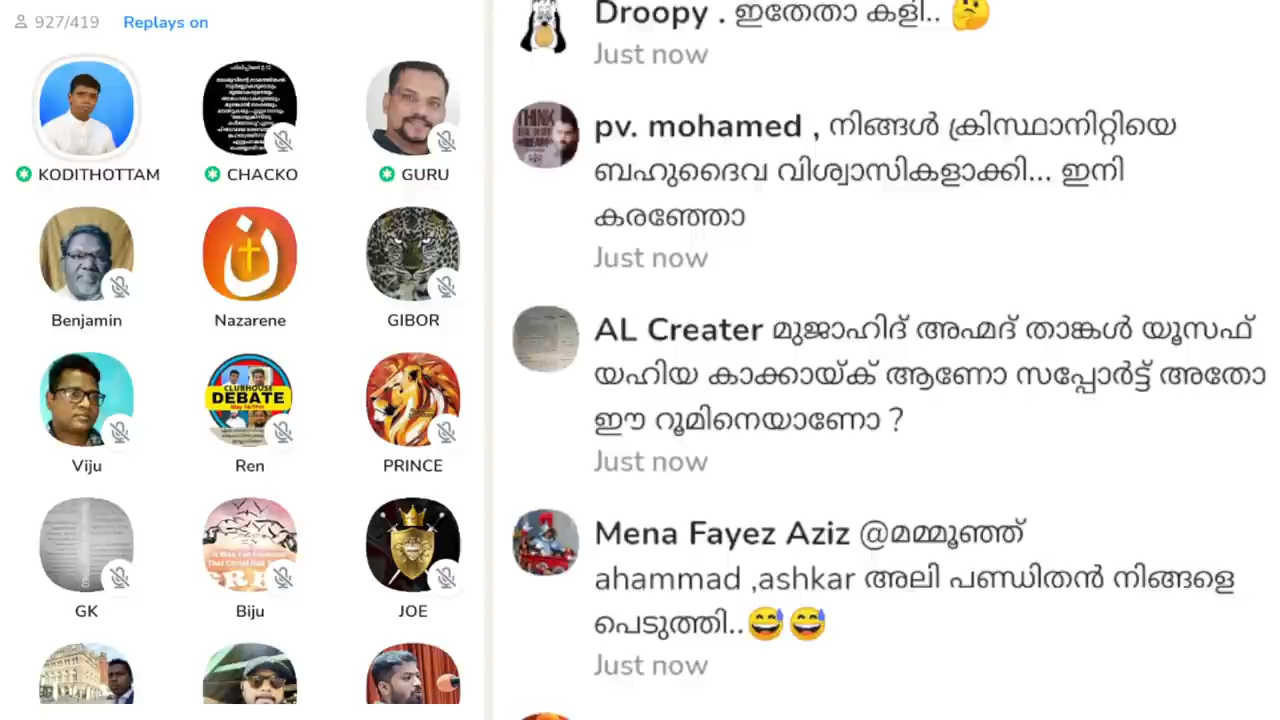 927/419 Replays on
KODITHOTTAM
CHACKO
GURU
Benjamin
Nazarene
GIBOR
Viju
CLUBHOUSE
DEBATE
Ren
PRINCE
GK
Biju
JOE
Droopy . ഇതേതാ കളി.. 🤔
Just now
THINK
pv. mohamed , നിങ്ങൾ ക്രിസ്ഥാനിറ്റിയെ
ബഹുദൈവ വിശ്വാസികളാക്കി... ഇനി
കരഞ്ഞോ
Just now
AL Creater മുജാഹിദ് അഹ്മദ് താങ്കൾ യൂസഫ്
യഹിയ കാക്കായ്ക് ആണോ സപ്പോർട്ട് അതോ
ഈ റൂമിനെയാണോ ?
Just now
Mena Fayez Aziz @മമ്മൂഞ്ഞ്
ahammad ,ashkar അലി പണ്ഡിതൻ നിങ്ങളെ
പെടുത്തി..😅😅
Just now